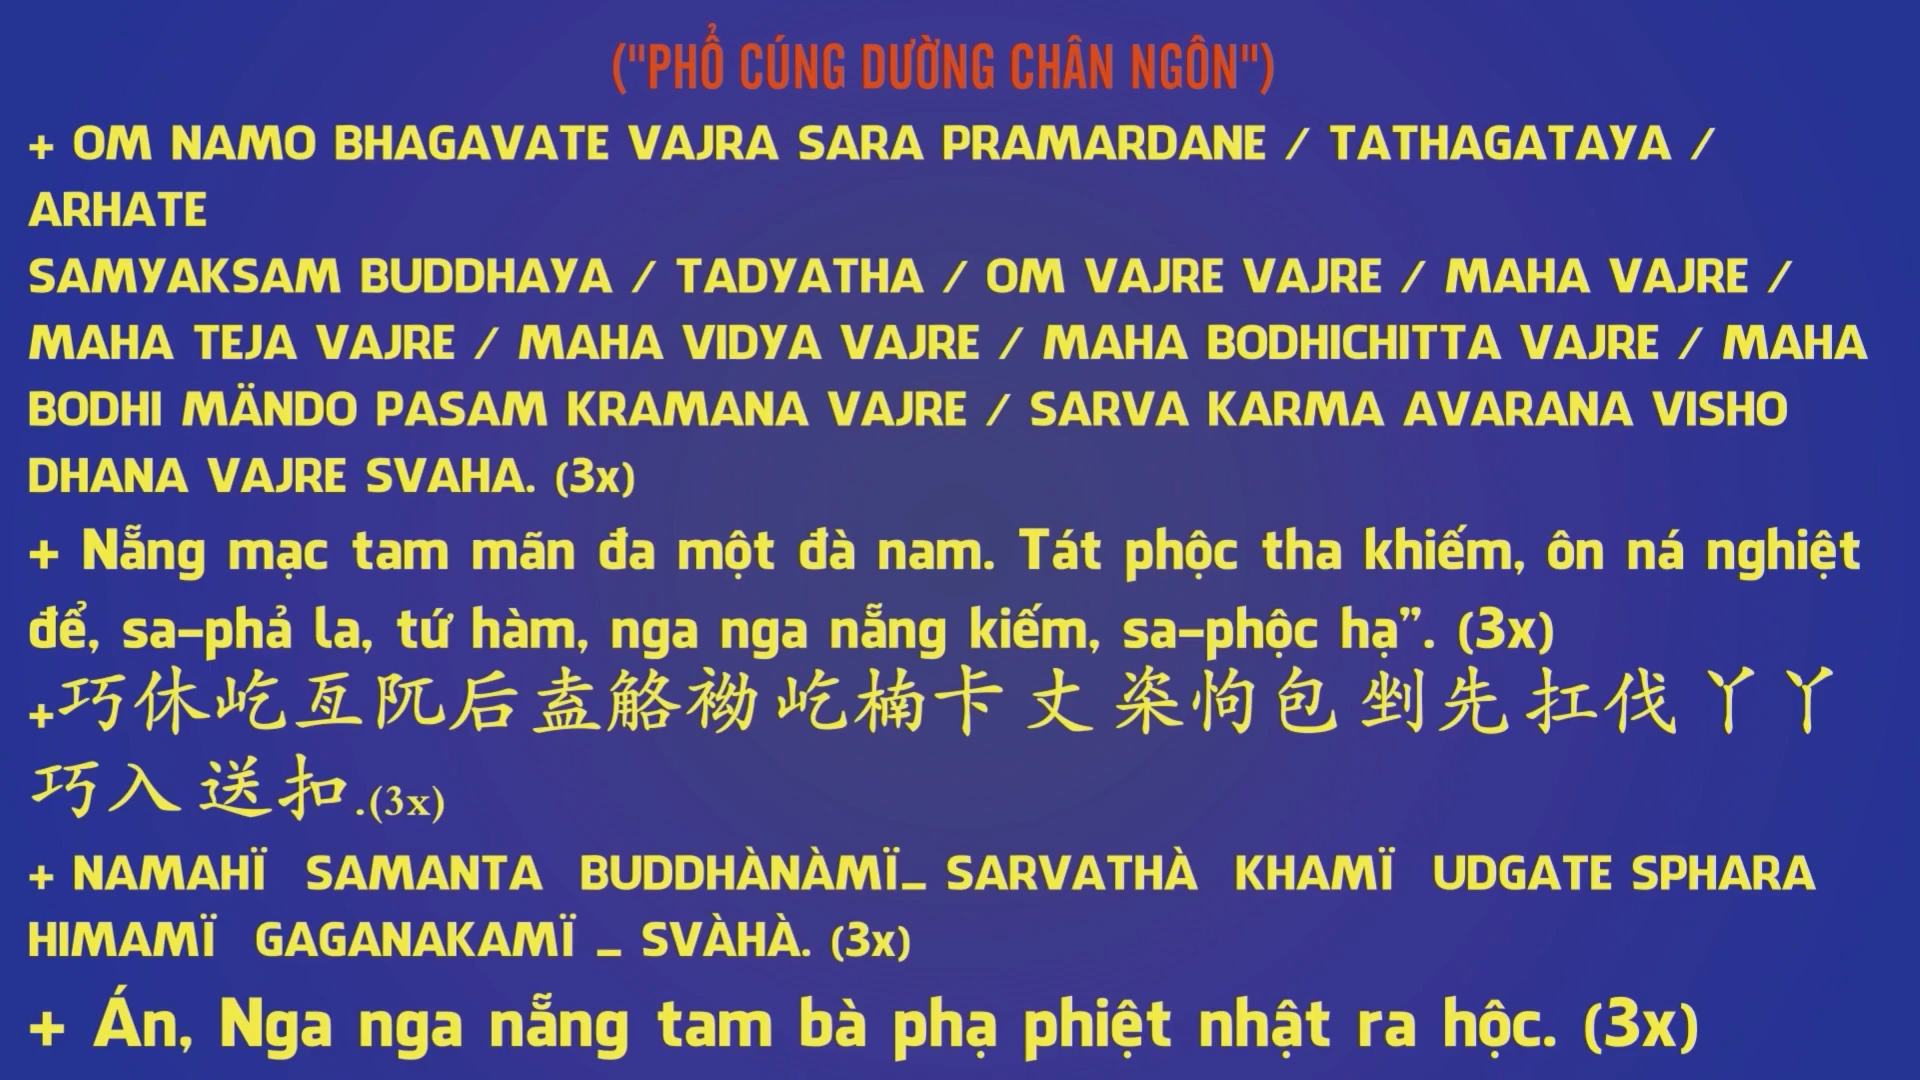 ("PHỔ CÚNG DƯỜNG CHÂN NGÔN")
+ OM NAMO BHAGAVATE VAJRA SARA PRAMARDANE / TATHAGATAYA /
ARHATE
SAMYAKSAM BUDDHAYA / TADYATHA / OM VAJRE VAJRE / MAHA VAJRE /
MAHA TEJA VAJRE / MAHA VIDYA VAJRE / MAHA BODHICHITTA VAJRE / MAHA
BODHI MÄNDO PASAM KRAMANA VAJRE / SARVA KARMA AVARANA VISHO
DHANA VAJRE SVAHA. (3x)
+ Nẵng mạc tam mãn đa một đà nam. Tát phộc tha khiếm, ôn ná nghiệt
để, sa-phả la, tứ hàm, nga nga nẵng kiếm, sa-phộc hạ”. (3x)
+巧休屹亙阢后盍觡袎屹楠卡丈栥怐包剉先扛伐丫丫
巧入送扣.(3x)
+ NAMAHÏ SAMANTA BUDDHÀNÀMÏ_ SARVATHÀ KHAMÏ UDGATE SPHARA
HIMAMÏ GAGANAKAMÏ _ SVÀHÀ. (3x)
+ Án, Nga nga nẵng tam bà phạ phiệt nhật ra hộc. (3x)